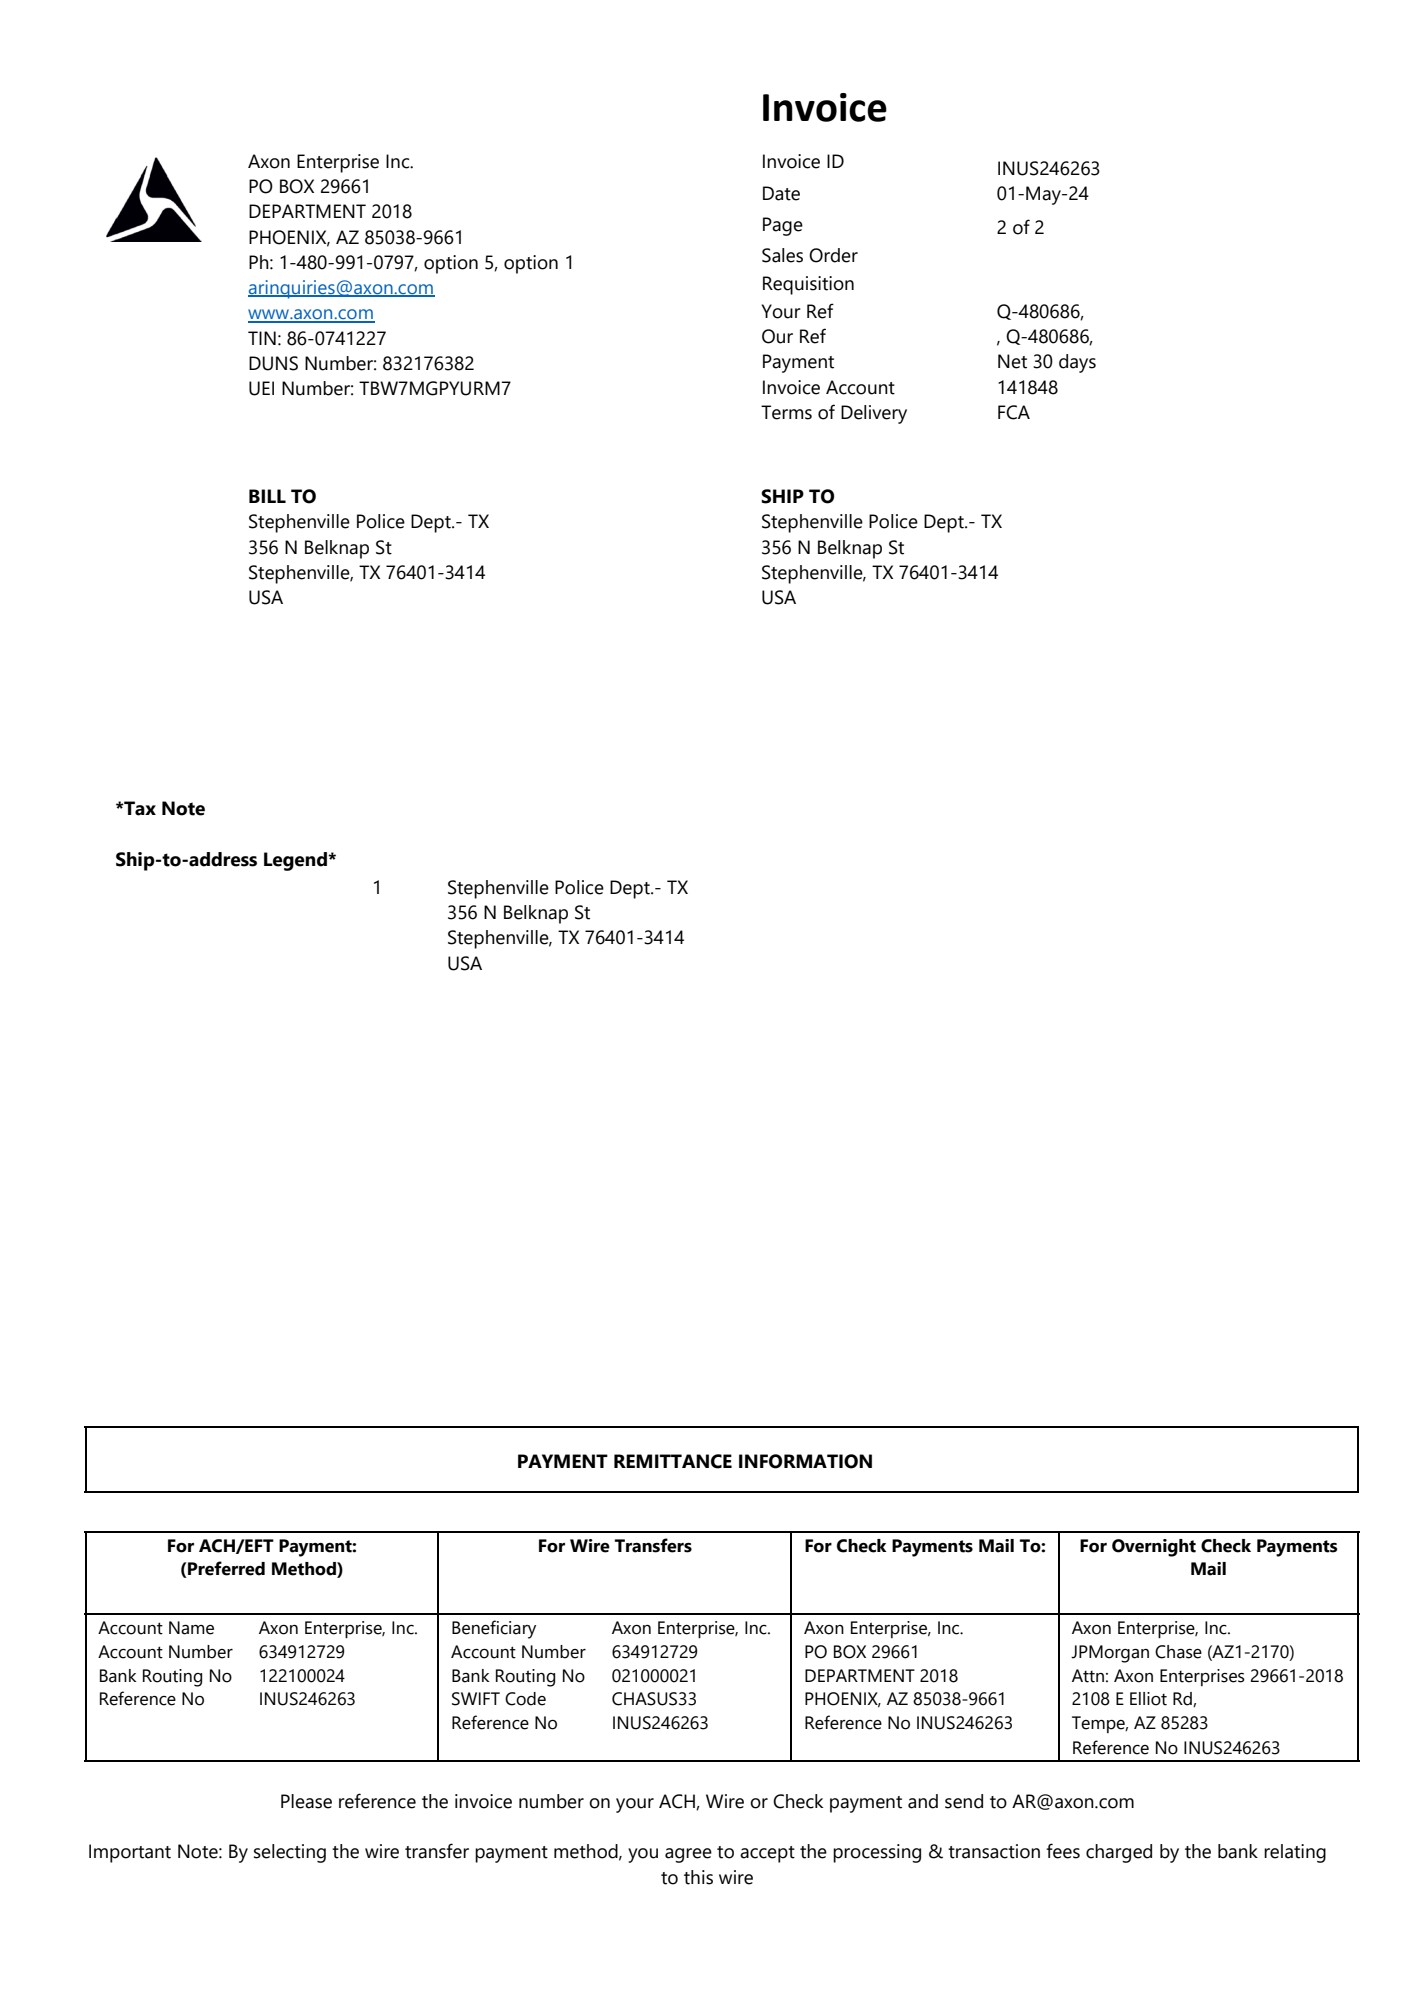 Invoice
Axon Enterprise Inc.
PO BOX 29661
DEPARTMENT 2018
PHOENIX, AZ 85038-9661
Ph: 1-480-991-0797, option 5, option 1
arinquiries@axon.com
www.axon.com
TIN: 86-0741227
DUNS Number: 832176382
UEI Number: TBW7MGPYURM7
Invoice ID INUS246263
Date 01-May-24
Page 2 of 2
Sales Order
Requisition
Your Ref Q-480686,
Our Ref , Q-480686,
Payment Net 30 days
Invoice Account 141848
Terms of Delivery FCA
BILL TO
Stephenville Police Dept.- TX
356 N Belknap St
Stephenville, TX 76401-3414
USA
SHIP TO
Stephenville Police Dept.- TX
356 N Belknap St
Stephenville, TX 76401-3414
USA
*Tax Note
Ship-to-address Legend*
1 Stephenville Police Dept.- TX
356 N Belknap St
Stephenville, TX 76401-3414
USA
PAYMENT REMITTANCE INFORMATION
For ACH/EFT Payment:
(Preferred Method)
Account Name Axon Enterprise, Inc.
Account Number 634912729
Bank Routing No 122100024
Reference No INUS246263
For Wire Transfers
Beneficiary Axon Enterprise, Inc.
Account Number 634912729
Bank Routing No 021000021
SWIFT Code CHASUS33
Reference No INUS246263
For Check Payments Mail To:
Axon Enterprise, Inc.
PO BOX 29661
DEPARTMENT 2018
PHOENIX, AZ 85038-9661
Reference No INUS246263
For Overnight Check Payments
Mail
Axon Enterprise, Inc.
JPMorgan Chase (AZ1-2170)
Attn: Axon Enterprises 29661-2018
2108 E Elliot Rd,
Tempe, AZ 85283
Reference No INUS246263
Please reference the invoice number on your ACH, Wire or Check payment and send to AR@axon.com
Important Note: By selecting the wire transfer payment method, you agree to accept the processing & transaction fees charged by the bank relating
to this wire